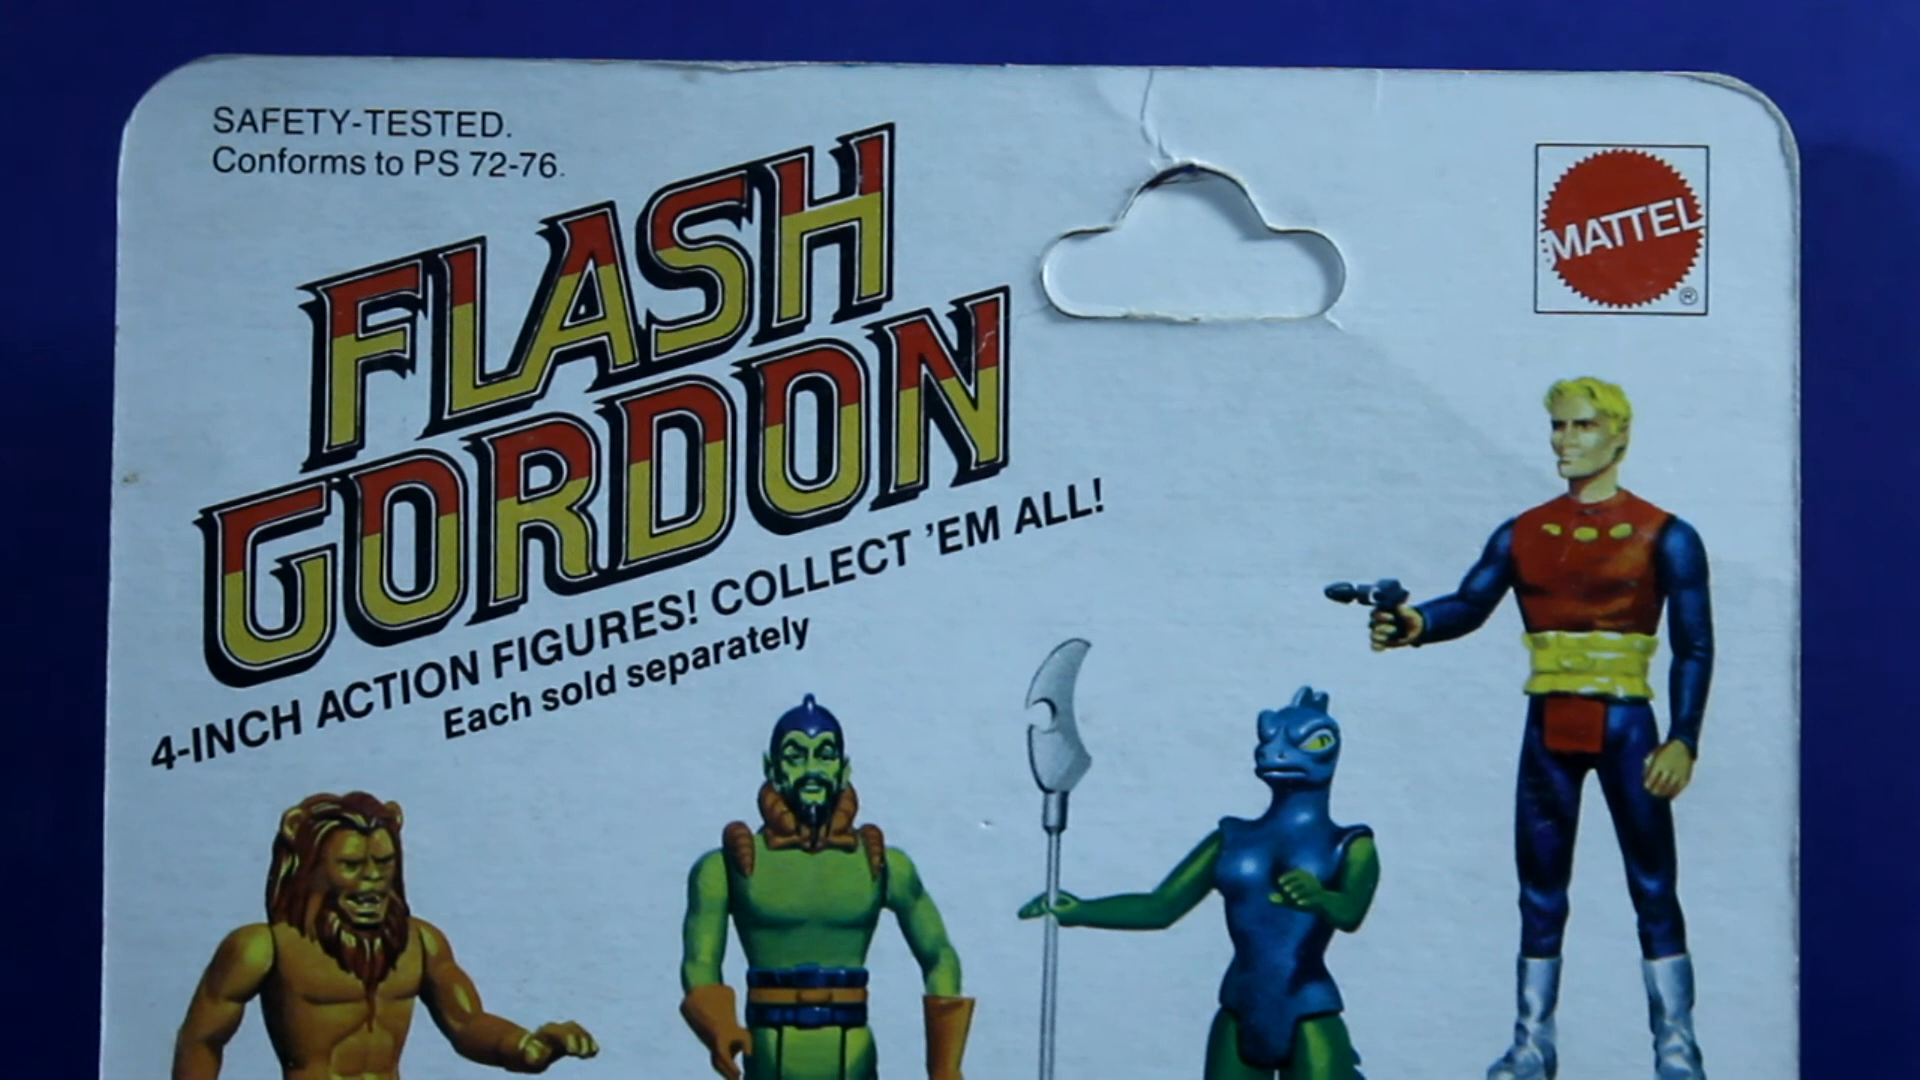 SAFETY-TESTED.
Conforms to PS 72-76.
FLASH
GORDON
4-INCH ACTION FIGURES! COLLECT 'EM ALL!
Each sold separately
MATTEL
®